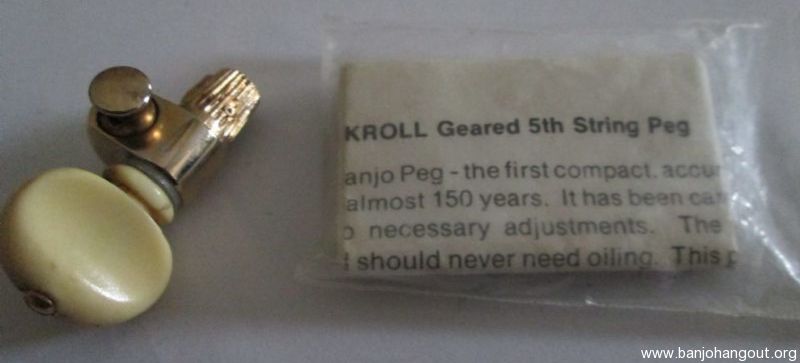 KROLL Geared 5th String Peg
anjo Peg - the first compact, accu
almost 150 years. It has been ca
necessary adjustments. The
should never need oiling. This
www.banjohangout.org